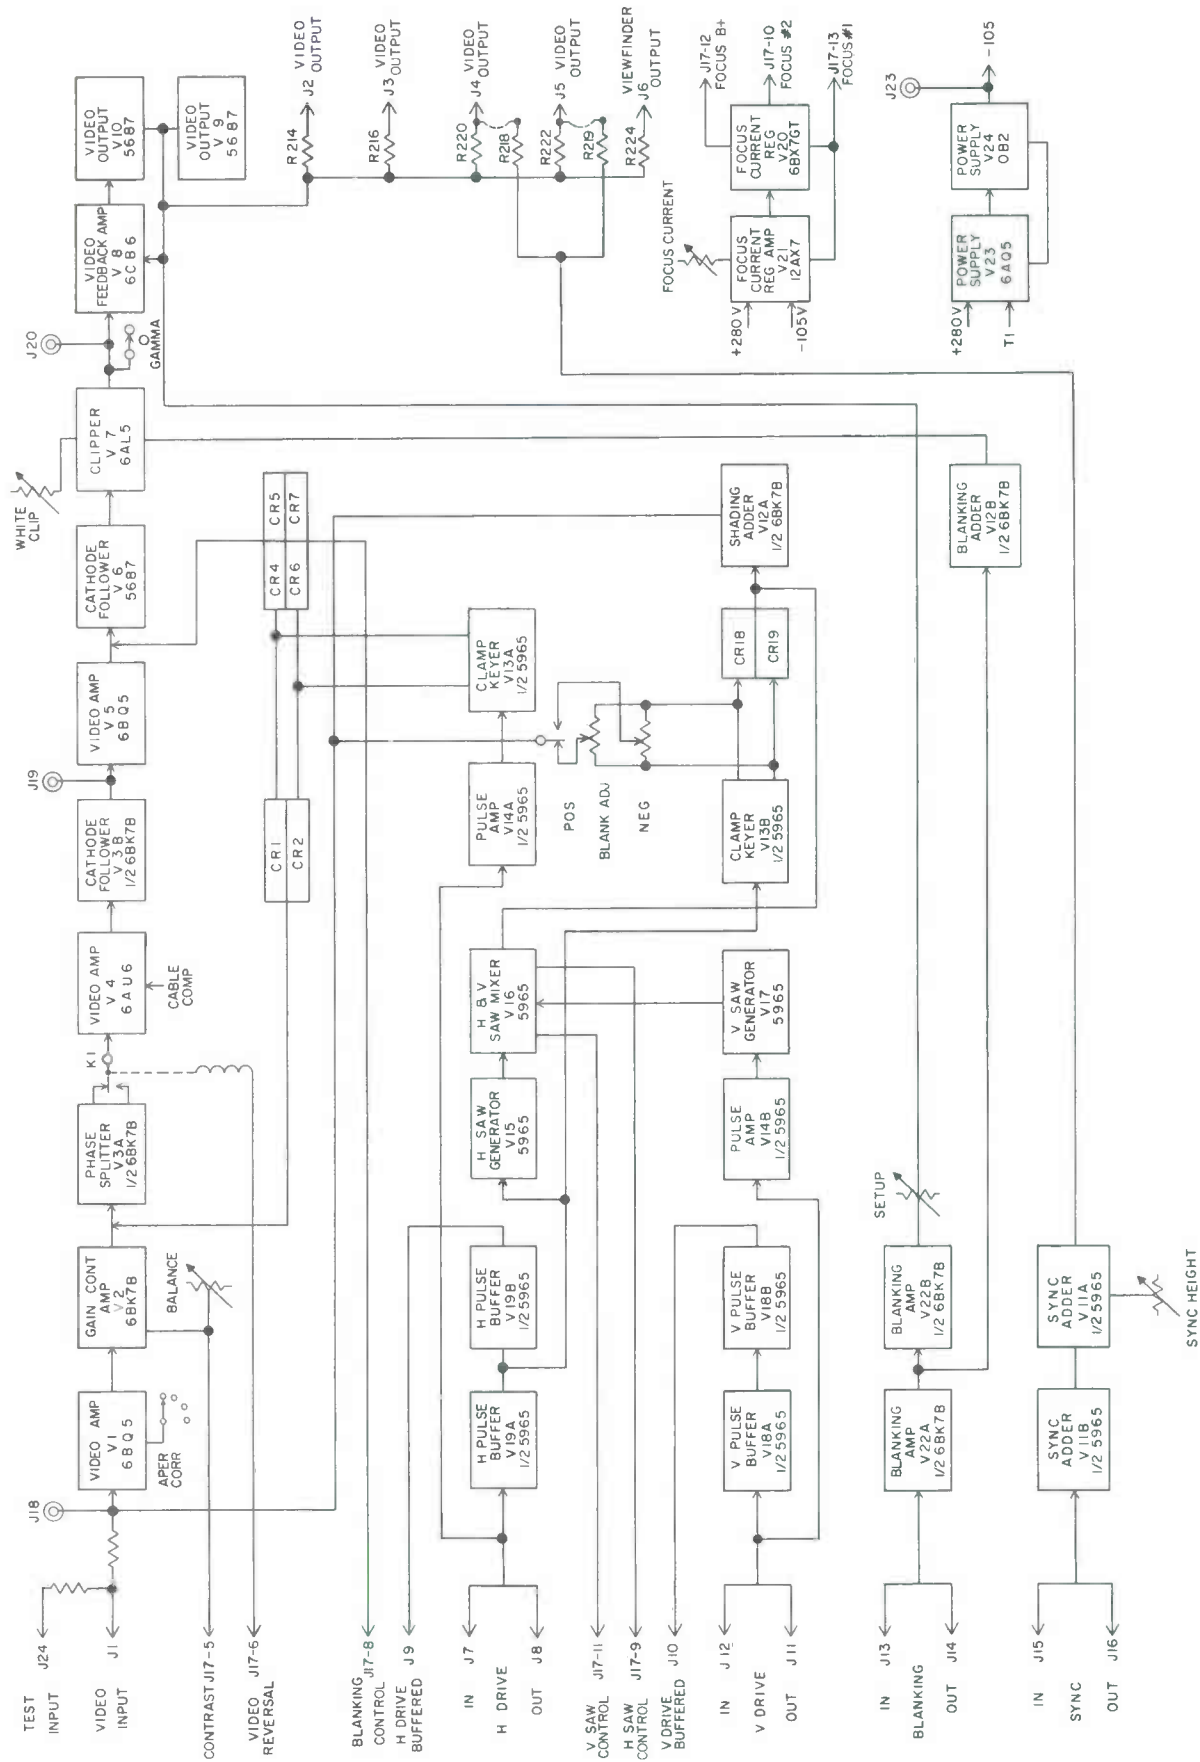 TEST
INPUT
J24
VIDEO
INPUT
J1
J18
VIDEO AMP
V1
6BQ5
APER
CORR
GAIN CONT
AMP
V2
6BK7B
BALANCE
PHASE
SPLITTER
V3A
1/2 6BK7B
K1
VIDEO AMP
V4
6AU6
CABLE
COMP
CATHODE
FOLLOWER
V3B
1/2 6BK7B
J19
VIDEO AMP
V5
6BQ5
CATHODE
FOLLOWER
V6
5687
WHITE
CLIP
CLIPPER
V7
6AL5
J20
GAMMA
VIDEO
FEEDBACK AMP
V8
6CB6
VIDEO
OUTPUT
V10
5687
VIDEO
OUTPUT
V9
5687
CONTRAST J17-5
VIDEO
REVERSAL
J17-6
CR1
CR2
CR4
CR5
CR6
CR7
R214
J2 VIDEO
OUTPUT
R216
J3 VIDEO
OUTPUT
R220
R218
J4 VIDEO
OUTPUT
R222
R219
J5 VIDEO
OUTPUT
R224
J6
VIEWFINDER
OUTPUT
BLANKING
CONTROL
J17-8
H DRIVE
BUFFERED
J9
IN
J7
H DRIVE
OUT
J8
H PULSE
BUFFER
V19A
1/2 5965
H PULSE
BUFFER
V19B
1/2 5965
H SAW
GENERATOR
V15
5965
H & V
SAW MIXER
V16
5965
PULSE
AMP
V14A
1/2 5965
CLAMP
KEYER
V13A
1/2 5965
POS
BLANK ADJ
NEG
V SAW
CONTROL
J17-11
H SAW
CONTROL
J17-9
V DRIVE
BUFFERED
J10
IN
J12
V DRIVE
OUT
J11
V PULSE
BUFFER
V18A
1/2 5965
V PULSE
BUFFER
V18B
1/2 5965
PULSE
AMP
V14B
1/2 5965
V SAW
GENERATOR
V17
5965
CLAMP
KEYER
V13B
1/2 5965
CR18
CR19
SHADING
ADDER
V12A
1/2 6BK7B
FOCUS CURRENT
+280V
-105V
FOCUS
CURRENT
REG AMP
V21
12AX7
FOCUS
CURRENT
REG
V20
6BX7GT
J17-12
FOCUS B+
J17-10
FOCUS #2
J17-13
FOCUS #1
IN
J13
BLANKING
OUT
J14
BLANKING
AMP
V22A
1/2 6BK7B
BLANKING
AMP
V22B
1/2 6BK7B
SETUP
BLANKING
ADDER
V12B
1/2 6BK7B
+280V
T1
POWER
SUPPLY
V23
6AQ5
POWER
SUPPLY
V24
OB2
J23
-105
IN
J15
SYNC
OUT
J16
SYNC
ADDER
V11B
1/2 5965
SYNC
ADDER
V11A
1/2 5965
SYNC HEIGHT